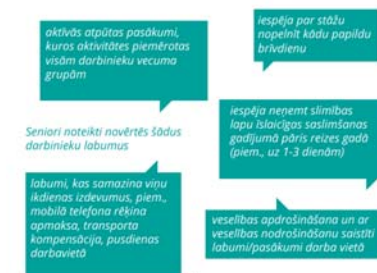 aktīvās atpūtas pasākumi,
kuros aktivitātes piemērotas
visām darbinieku vecuma
grupām
iespēja par stāžu
nopelnīt kādu papildu
brīvdienu
Seniori noteikti novērtēs šādus
darbinieku labumus
iespēja neņemt slimības
lapu īslaicīgas saslimšanas
gadījumā pāris reizes gadā
(piem., uz 1-3 dienām)
labumi, kas samazina viņu
ikdienas izdevumus, piem.,
mobilā telefona rēķina
apmaksa, transporta
kompensācija, pusdienas
darbavietā
veselības apdrošināšana un ar
veselības nodrošināšanu saistīti
labumi/pasākumi darba vietā